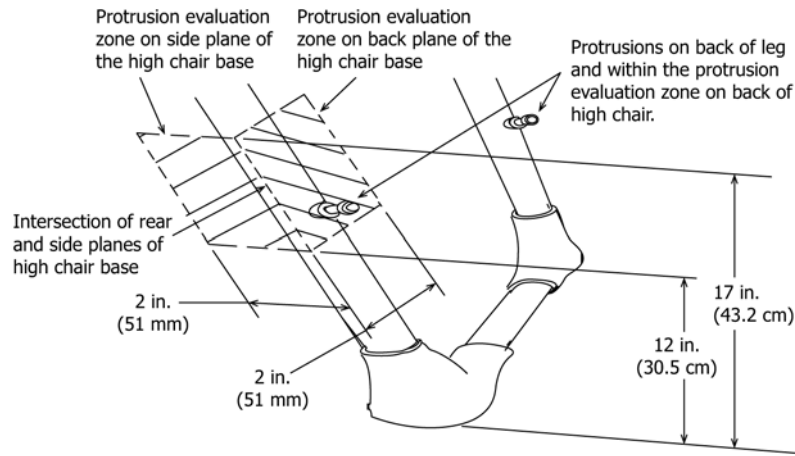 Protrusion evaluation
zone on side plane of
the high chair base
Protrusion evaluation
zone on back plane of the
high chair base
Protrusions on back of leg
and within the protrusion
evaluation zone on back of
high chair.
Intersection of rear
and side planes of
high chair base
2 in.
(51 mm)
2 in.
(51 mm)
17 in.
(43.2 cm)
12 in.
(30.5 cm)